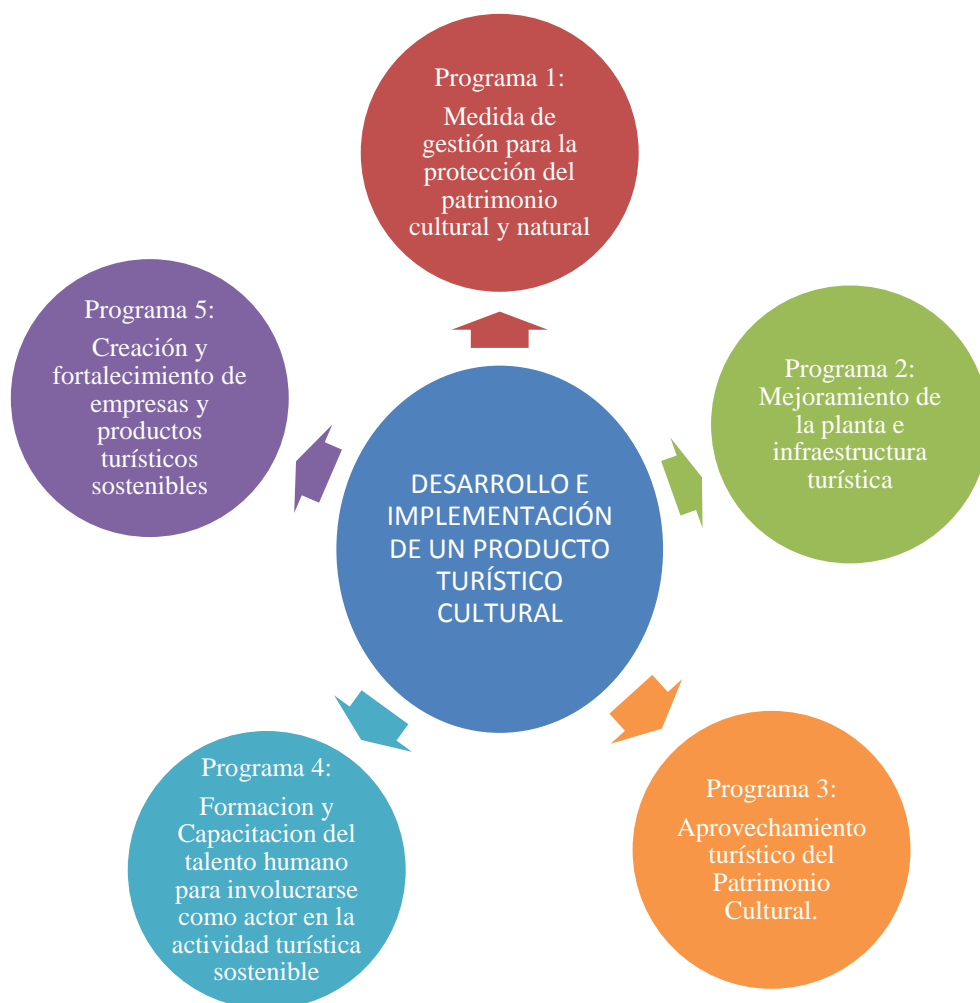 Programa 1:
Medida de
gestión para la
protección del
patrimonio
cultural y natural
Programa 2:
Mejoramiento de
la planta e
infraestructura
turística
Programa 3:
Aprovechamiento
turístico del
Patrimonio
Cultural.
Programa 4:
Formacion y
Capacitacion del
talento humano
para involucrarse
como actor en la
actividad turística
sostenible
Programa 5:
Creación y
fortalecimiento de
empresas y
productos
turísticos
sostenibles
DESARROLLO E
IMPLEMENTACIÓN
DE UN PRODUCTO
TURÍSTICO
CULTURAL